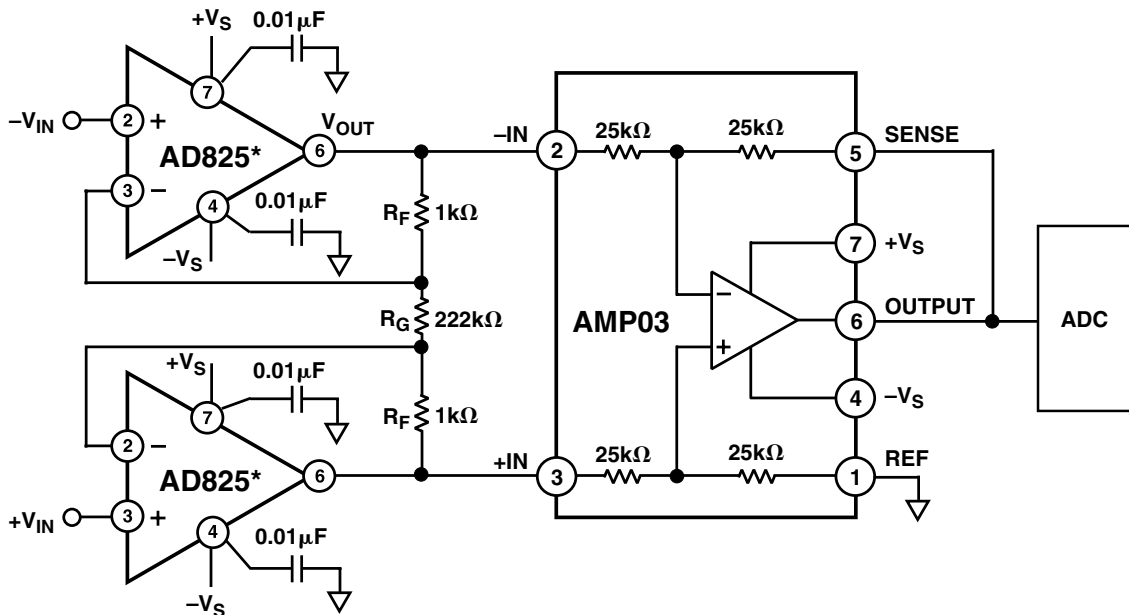 +VS
0.01µF
7
–VIN
2
+
VOUT
6
AD825*
3
–
4
0.01µF
–VS
RF
1kΩ
RG
222kΩ
+VS
0.01µF
7
RF
1kΩ
2
–
6
AD825*
3
+
+VIN
4
0.01µF
–VS
–IN
2
25kΩ
25kΩ
5
SENSE
7
+VS
–
AMP03
6
OUTPUT
+
4
–VS
+IN
3
25kΩ
25kΩ
1
REF
ADC